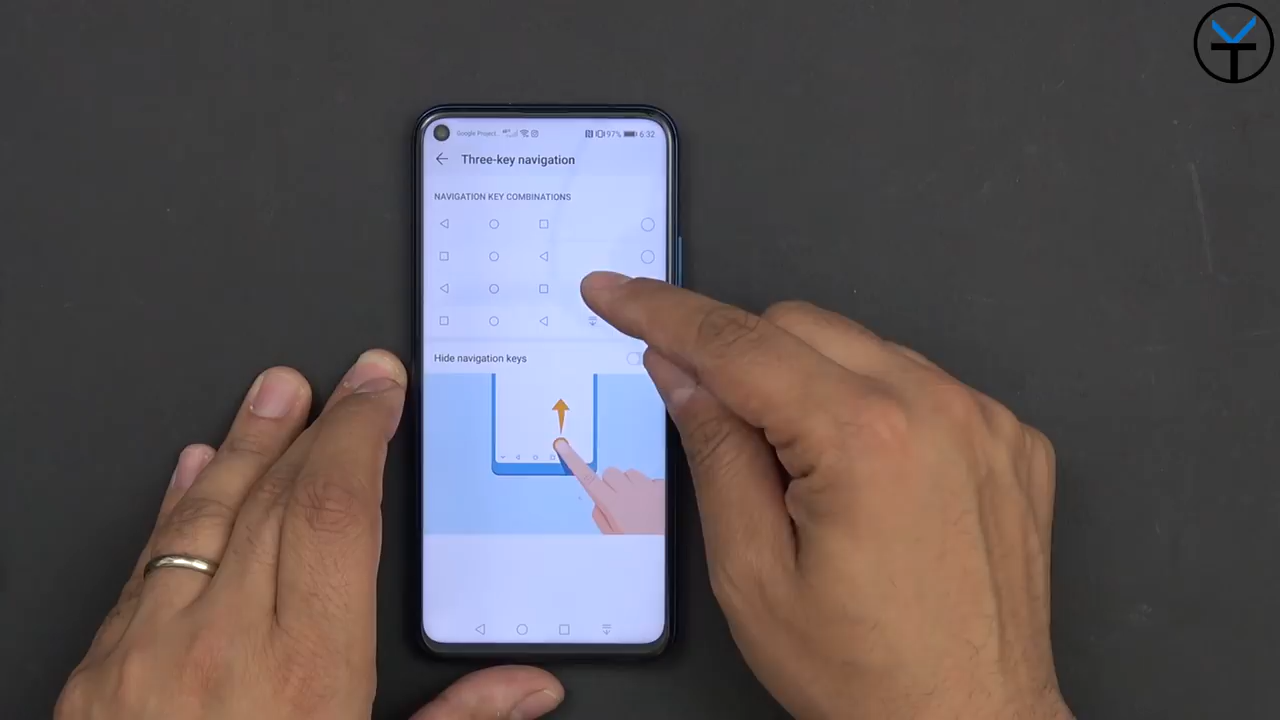 Google Project.. 97% 6:32
Three-key navigation
NAVIGATION KEY COMBINATIONS
Hide navigation keys